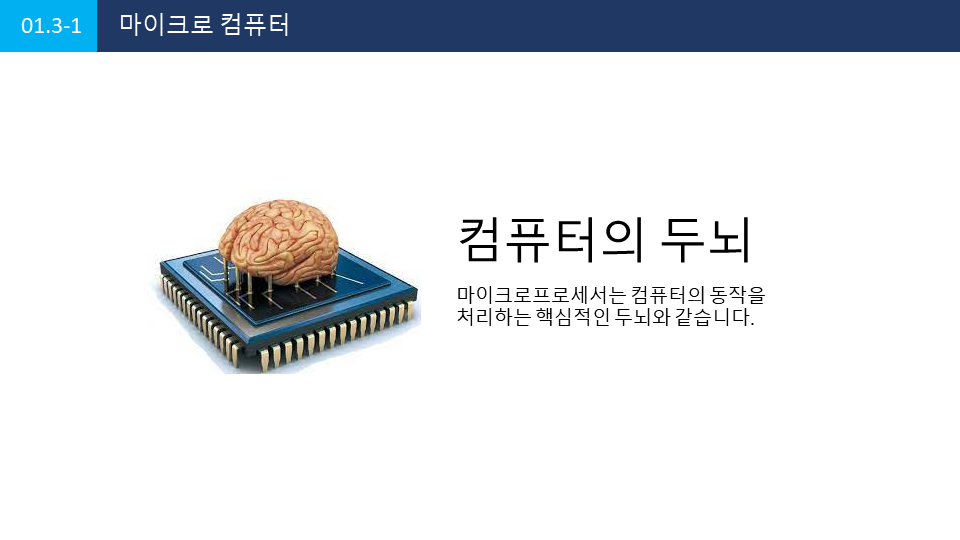 01.3-1 마이크로 컴퓨터
컴퓨터의 두뇌
마이크로프로세서는 컴퓨터의 동작을
처리하는 핵심적인 두뇌와 같습니다.